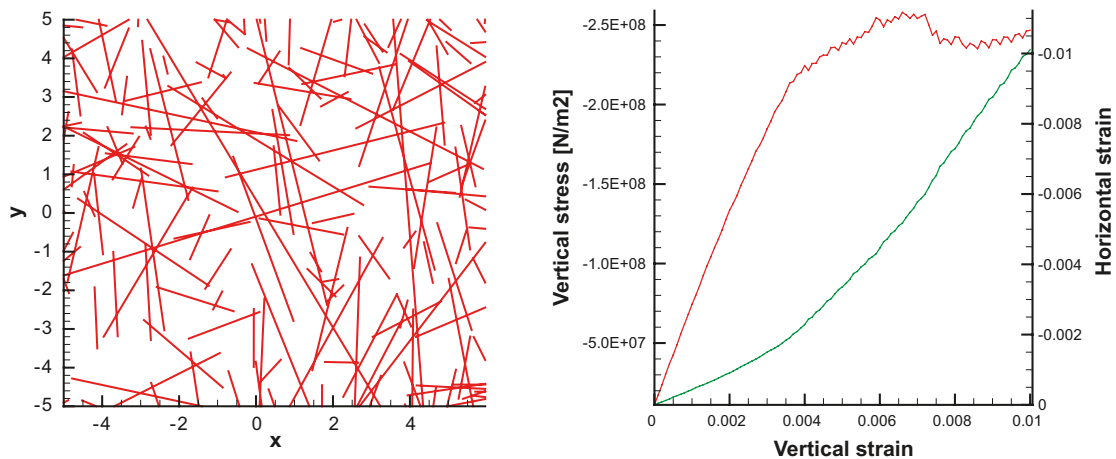 5
4
3
2
1
0
-1
-2
-3
-4
-5
y
-4
-2
0
2
4
x
-2.5E+08
-2.0E+08
-1.5E+08
-1.0E+08
-5.0E+07
Vertical stress [N/m2]
0
0.002
0.004
0.006
0.008
0.01
Vertical strain
-0.01
-0.008
-0.006
-0.004
-0.002
0
Horizontal strain